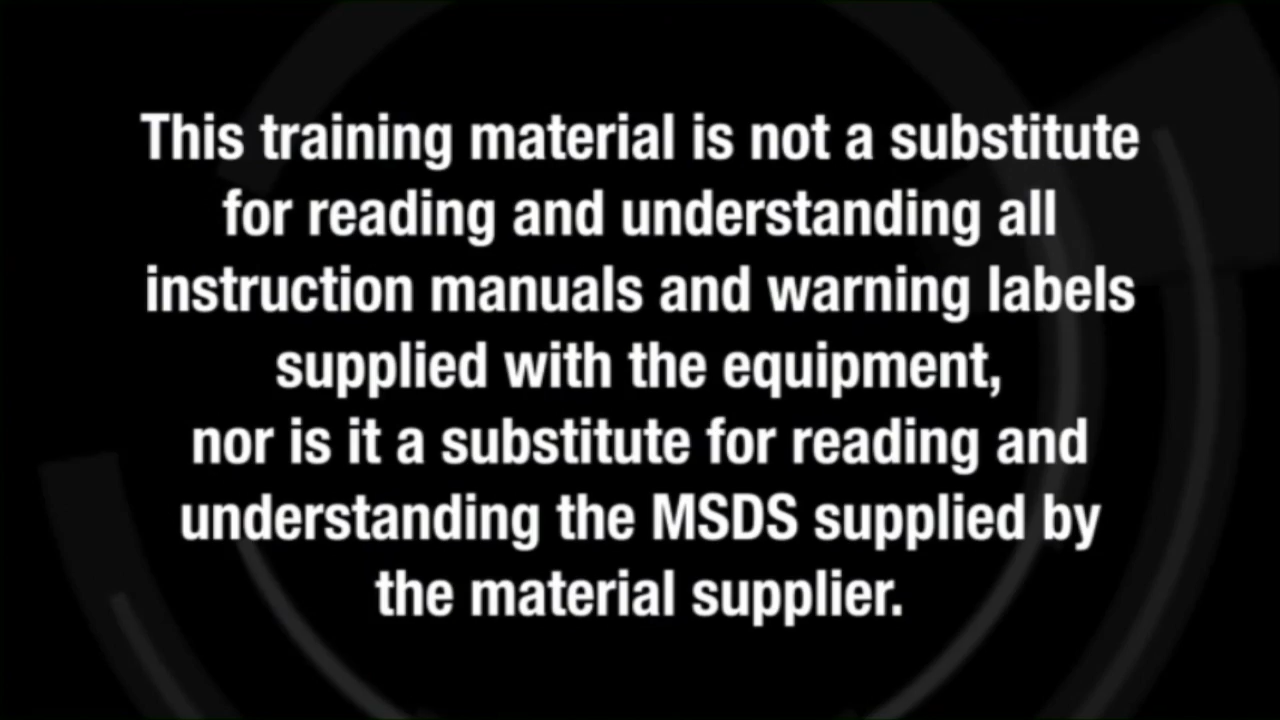 This training material is not a substitute
for reading and understanding all
instruction manuals and warning labels
supplied with the equipment,
nor is it a substitute for reading and
understanding the MSDS supplied by
the material supplier.